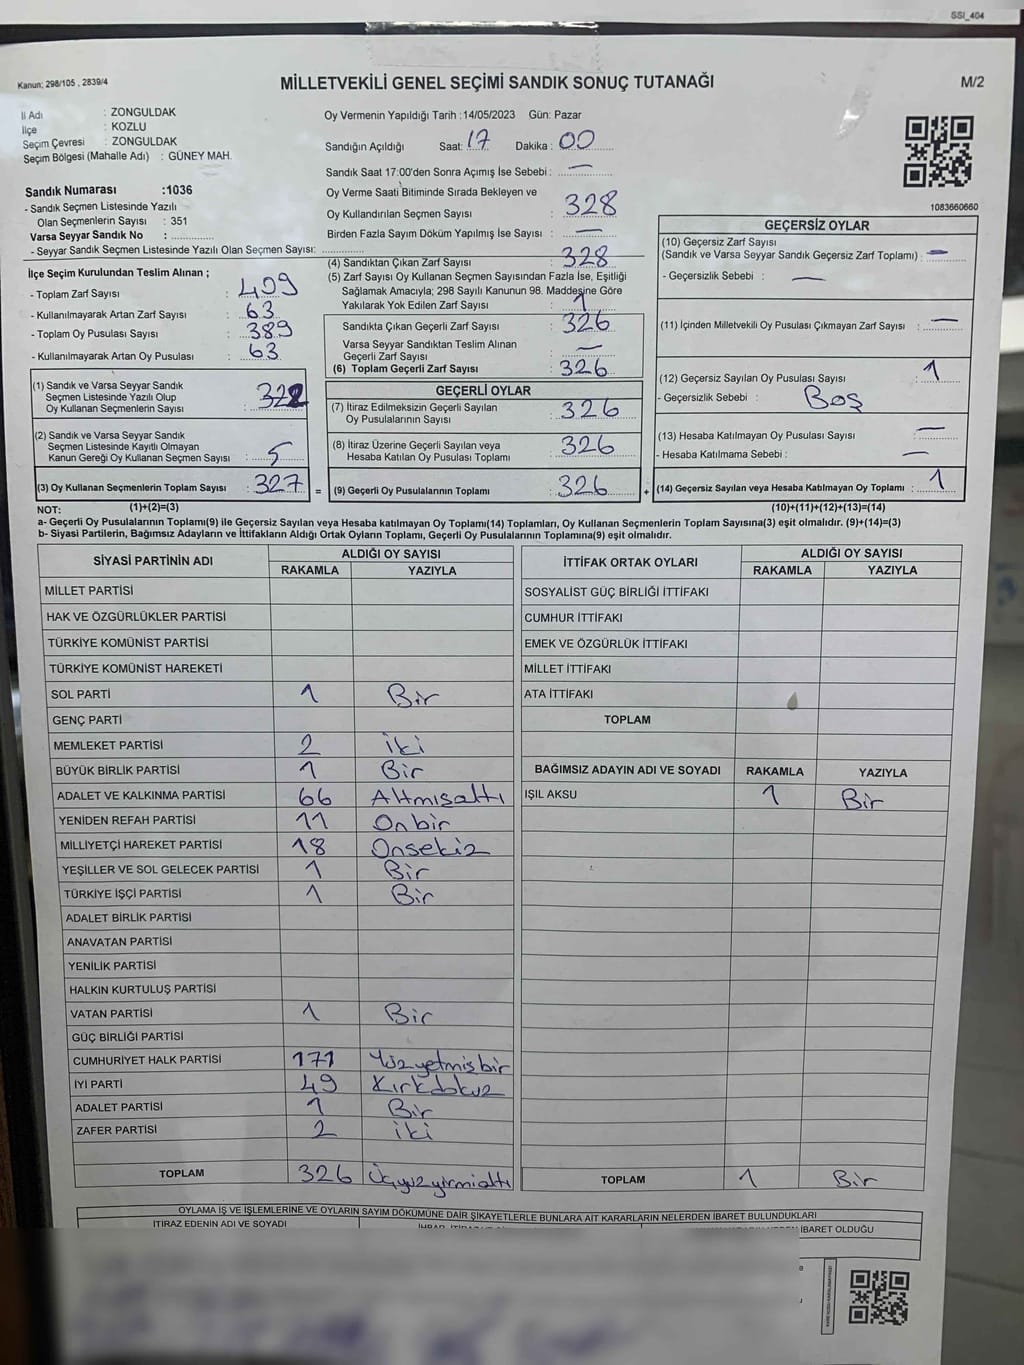 SSI_404
Kanun; 298/105 , 2839/4
MİLLETVEKİLİ GENEL SEÇİMİ SANDIK SONUÇ TUTANAĞI
M/2
İl Adı : ZONGULDAK
İlçe : KOZLU
Seçim Çevresi : ZONGULDAK
Seçim Bölgesi (Mahalle Adı) : GÜNEY MAH.
Sandık Numarası :1036
- Sandık Seçmen Listesinde Yazılı
Olan Seçmenlerin Sayısı : 351
Varsa Seyyar Sandık No :
- Seyyar Sandık Seçmen Listesinde Yazılı Olan Seçmen Sayısı:
Oy Vermenin Yapıldığı Tarih :14/05/2023 Gün: Pazar
Sandığın Açıldığı Saat: 17 Dakika: 00
Sandık Saat 17:00'den Sonra Açımış İse Sebebi : —
Oy Verme Saati Bitiminde Sırada Bekleyen ve
Oy Kullandırılan Seçmen Sayısı : 328
Birden Fazla Sayım Döküm Yapılmış İse Sayısı : —
1083660660
İlçe Seçim Kurulundan Teslim Alınan ;
- Toplam Zarf Sayısı : 409
- Kullanılmayarak Artan Zarf Sayısı : 63
- Toplam Oy Pusulası Sayısı : 389
- Kullanılmayarak Artan Oy Pusulası : 63
(1) Sandık ve Varsa Seyyar Sandık
Seçmen Listesinde Yazılı Olup
Oy Kullanan Seçmenlerin Sayısı : 322
(2) Sandık ve Varsa Seyyar Sandık
Seçmen Listesinde Kayıtlı Olmayan
Kanun Gereği Oy Kullanan Seçmen Sayısı : 5
(3) Oy Kullanan Seçmenlerin Toplam Sayısı : 327
(1)+(2)=(3)
(4) Sandıktan Çıkan Zarf Sayısı : 328
(5) Zarf Sayısı Oy Kullanan Seçmen Sayısından Fazla İse, Eşitliği
Sağlamak Amacıyla; 298 Sayılı Kanunun 98. Maddesine Göre
Yakılarak Yok Edilen Zarf Sayısı : 1
Sandıkta Çıkan Geçerli Zarf Sayısı : 326
Varsa Seyyar Sandıktan Teslim Alınan
Geçerli Zarf Sayısı : —
(6) Toplam Geçerli Zarf Sayısı : 326
GEÇERLİ OYLAR
(7) İtiraz Edilmeksizin Geçerli Sayılan
Oy Pusulalarının Sayısı : 326
(8) İtiraz Üzerine Geçerli Sayılan veya
Hesaba Katılan Oy Pusulası Toplamı : 326
= (9) Geçerli Oy Pusulalarının Toplamı : 326
GEÇERSİZ OYLAR
(10) Geçersiz Zarf Sayısı
(Sandık ve Varsa Seyyar Sandık Geçersiz Zarf Toplamı) : —
- Geçersizlik Sebebi : —
(11) İçinden Milletvekili Oy Pusulası Çıkmayan Zarf Sayısı : —
(12) Geçersiz Sayılan Oy Pusulası Sayısı : 1
- Geçersizlik Sebebi : Boş
(13) Hesaba Katılmayan Oy Pusulası Sayısı : —
- Hesaba Katılmama Sebebi : —
+ (14) Geçersiz Sayılan veya Hesaba Katılmayan Oy Toplamı : 1
(10)+(11)+(12)+(13)=(14)
NOT:
a- Geçerli Oy Pusulalarının Toplamı(9) ile Geçersiz Sayılan veya Hesaba katılmayan Oy Toplamı(14) Toplamları, Oy Kullanan Seçmenlerin Toplam Sayısına(3) eşit olmalıdır. (9)+(14)=(3)
b- Siyasi Partilerin, Bağımsız Adayların ve İttifakların Aldığı Ortak Oyların Toplamı, Geçerli Oy Pusulalarının Toplamına(9) eşit olmalıdır.
SİYASİ PARTİNİN ADI ALDIĞI OY SAYISI
RAKAMLA YAZIYLA
MİLLET PARTİSİ
HAK VE ÖZGÜRLÜKLER PARTİSİ
TÜRKİYE KOMÜNİST PARTİSİ
TÜRKİYE KOMÜNİST HAREKETİ
SOL PARTİ 1 Bir
GENÇ PARTİ
MEMLEKET PARTİSİ 2 iki
BÜYÜK BİRLİK PARTİSİ 1 Bir
ADALET VE KALKINMA PARTİSİ 66 Altmışaltı
YENİDEN REFAH PARTİSİ 11 Onbir
MİLLİYETÇİ HAREKET PARTİSİ 18 Onsekiz
YEŞİLLER VE SOL GELECEK PARTİSİ 1 Bir
TÜRKİYE İŞÇİ PARTİSİ 1 Bir
ADALET BİRLİK PARTİSİ
ANAVATAN PARTİSİ
YENİLİK PARTİSİ
HALKIN KURTULUŞ PARTİSİ
VATAN PARTİSİ 1 Bir
GÜÇ BİRLİĞİ PARTİSİ
CUMHURİYET HALK PARTİSİ 171 Yüzyetmişbir
İYİ PARTİ 49 Kırkdokuz
ADALET PARTİSİ 1 Bir
ZAFER PARTİSİ 2 iki
TOPLAM 326 Üçyüzyirmialtı
İTTİFAK ORTAK OYLARI ALDIĞI OY SAYISI
RAKAMLA YAZIYLA
SOSYALİST GÜÇ BİRLİĞİ İTTİFAKI
CUMHUR İTTİFAKI
EMEK VE ÖZGÜRLÜK İTTİFAKI
MİLLET İTTİFAKI
ATA İTTİFAKI
TOPLAM
BAĞIMSIZ ADAYIN ADI VE SOYADI RAKAMLA YAZIYLA
IŞIL AKSU 1 Bir
TOPLAM 1 Bir
OYLAMA İŞ VE İŞLEMLERİNE VE OYLARIN SAYIM DÖKÜMÜNE DAİR ŞİKAYETLERLE BUNLARA AİT KARARLARIN NELERDEN İBARET BULUNDUKLARI
İTİRAZ EDENİN ADI VE SOYADI
İBARET OLDUĞU